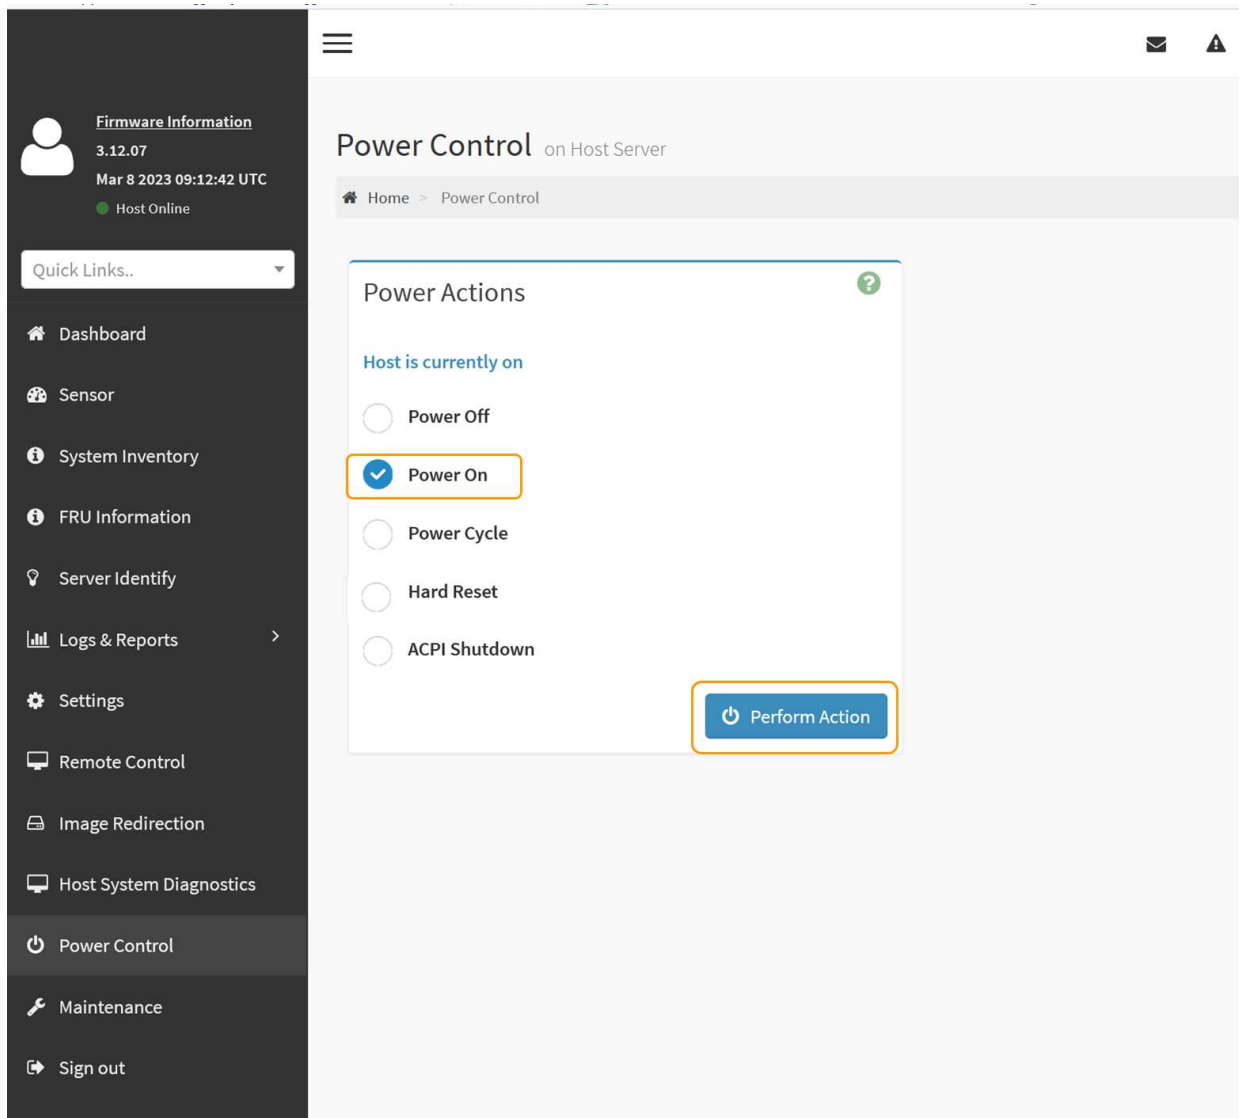 Firmware Information
3.12.07
Mar 8 2023 09:12:42 UTC
Host Online
Quick Links..
Dashboard
Sensor
System Inventory
FRU Information
Server Identify
Logs & Reports
Settings
Remote Control
Image Redirection
Host System Diagnostics
Power Control
Maintenance
Sign out
Power Control on Host Server
Home > Power Control
Power Actions
Host is currently on
Power Off
Power On
Power Cycle
Hard Reset
ACPI Shutdown
Perform Action